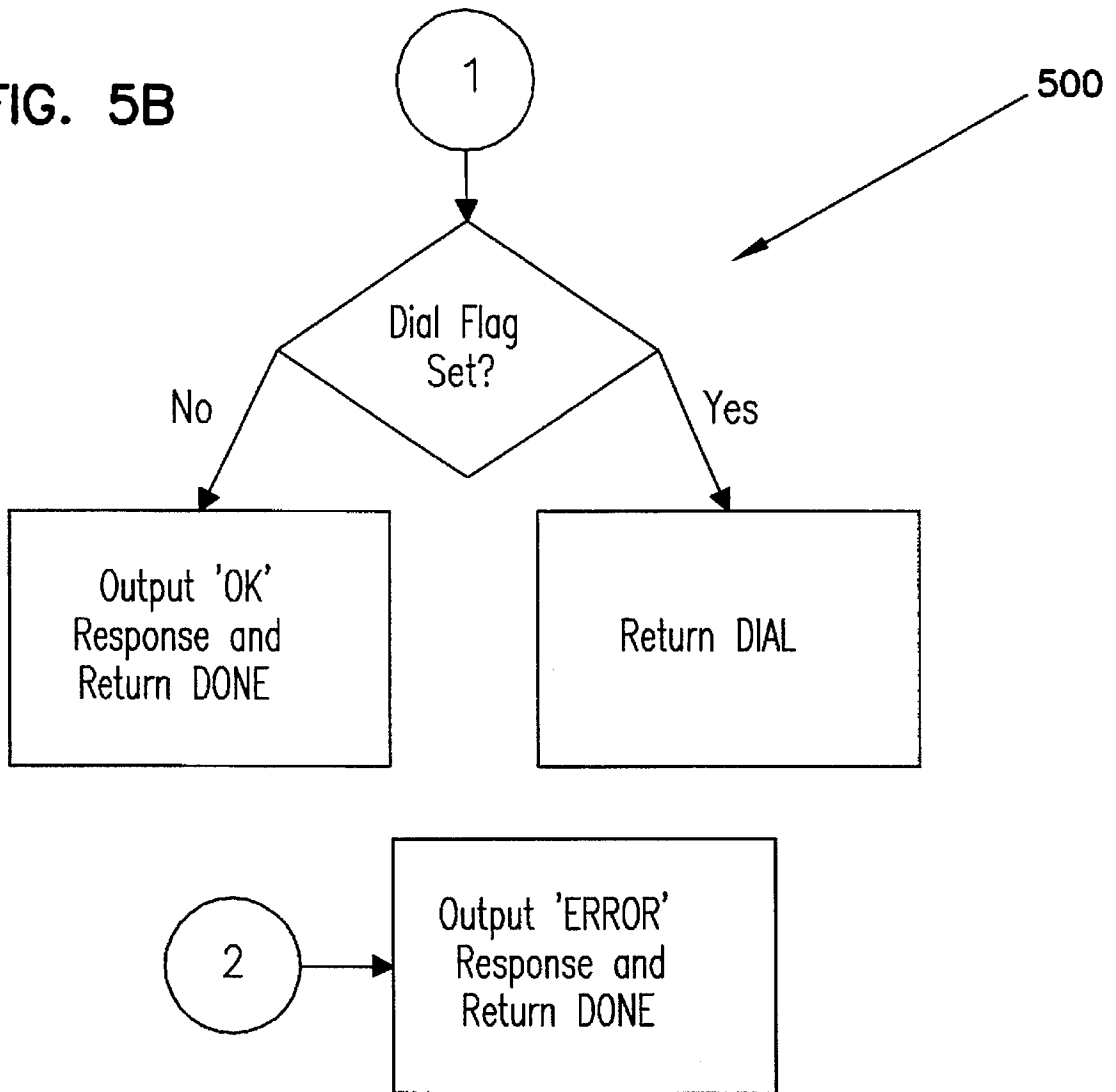 FIG. 5B
1
500
Dial Flag
Set?
No
Yes
Output 'OK'
Response and
Return DONE
Return DIAL
2
Output 'ERROR'
Response and
Return DONE